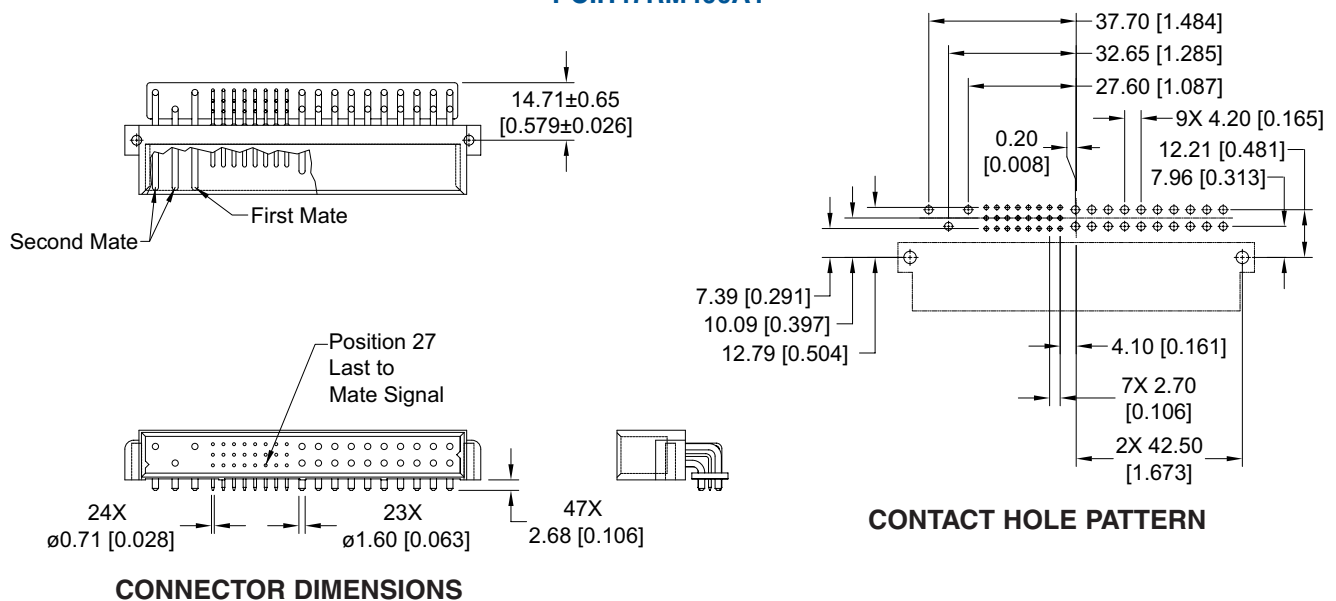 14.71±0.65
[0.579±0.026]
First Mate
Second Mate
Position 27
Last to
Mate Signal
24X
ø0.71 [0.028]
23X
ø1.60 [0.063]
47X
2.68 [0.106]
CONNECTOR DIMENSIONS
37.70 [1.484]
32.65 [1.285]
27.60 [1.087]
9X 4.20 [0.165]
0.20
[0.008]
12.21 [0.481]
7.96 [0.313]
7.39 [0.291]
10.09 [0.397]
12.79 [0.504]
4.10 [0.161]
7X 2.70
[0.106]
2X 42.50
[1.673]
CONTACT HOLE PATTERN